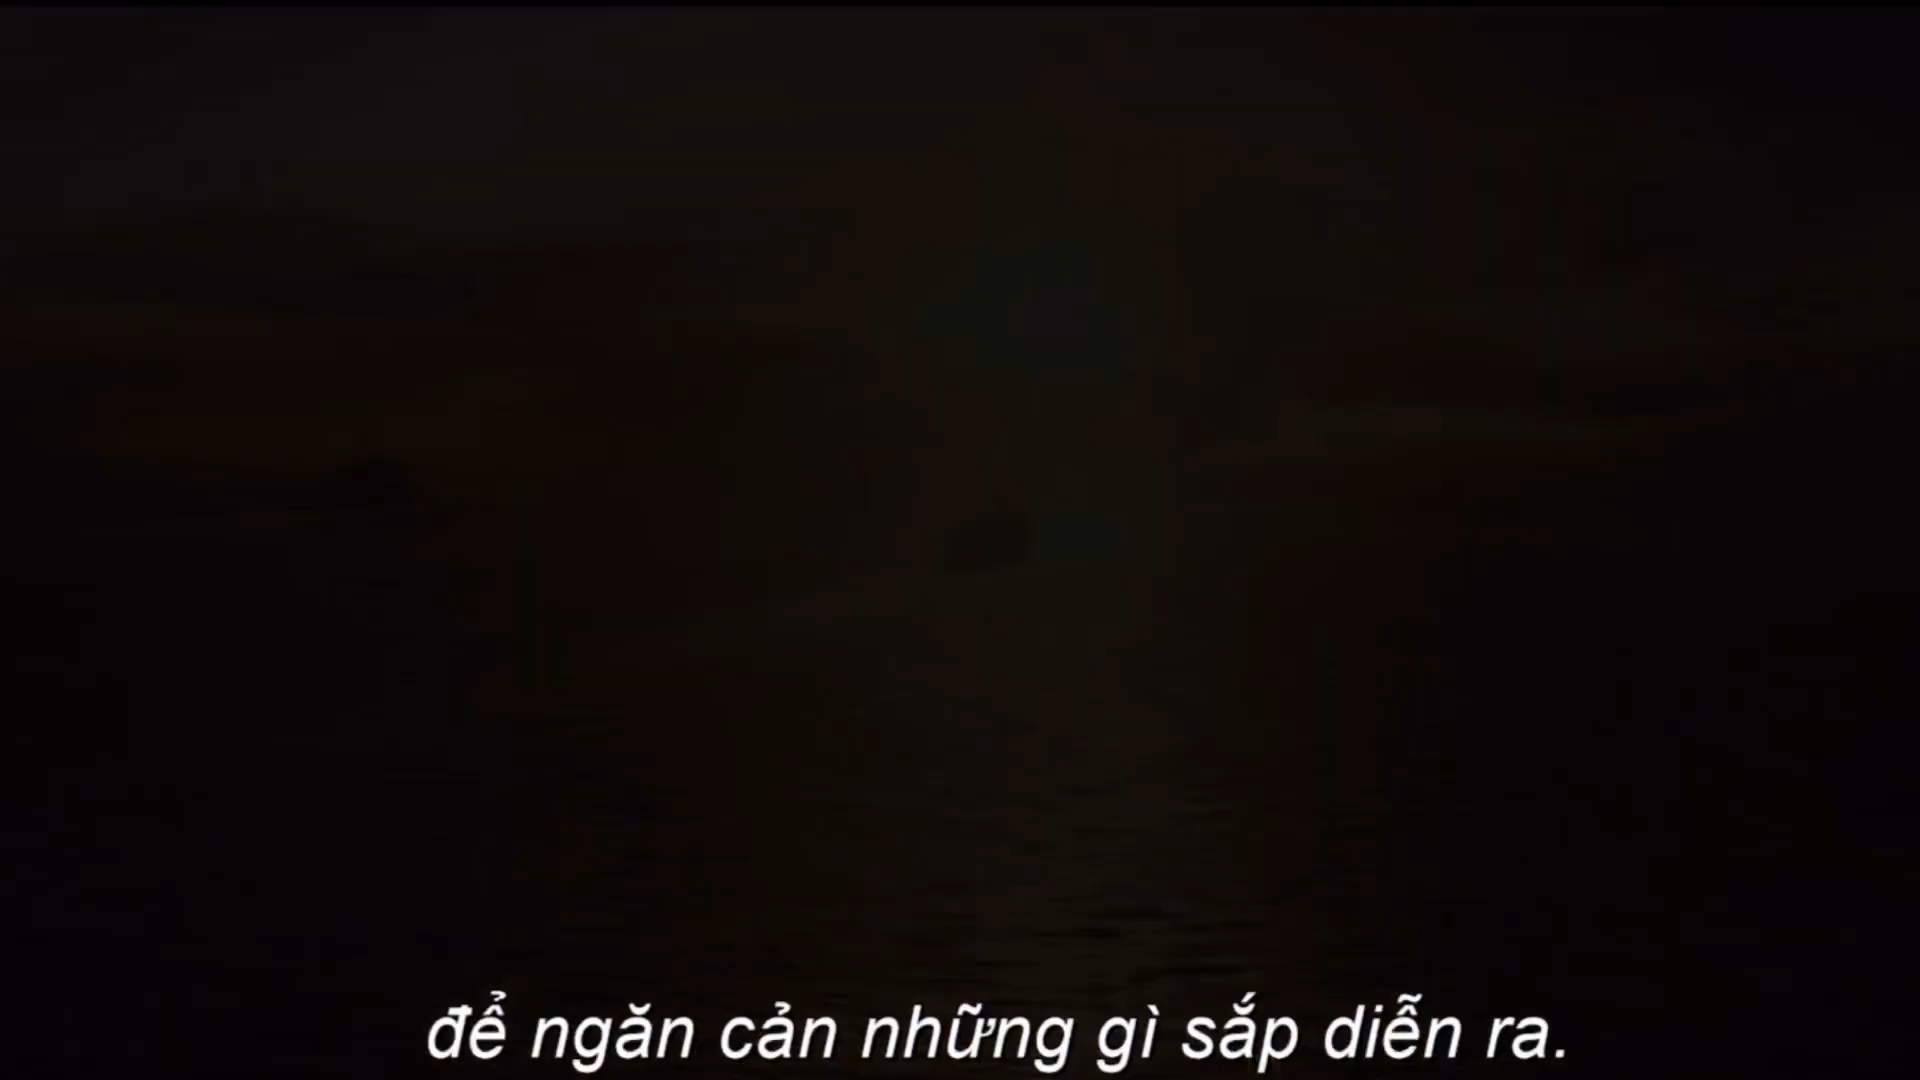 để ngăn cản những gì sắp diễn ra.